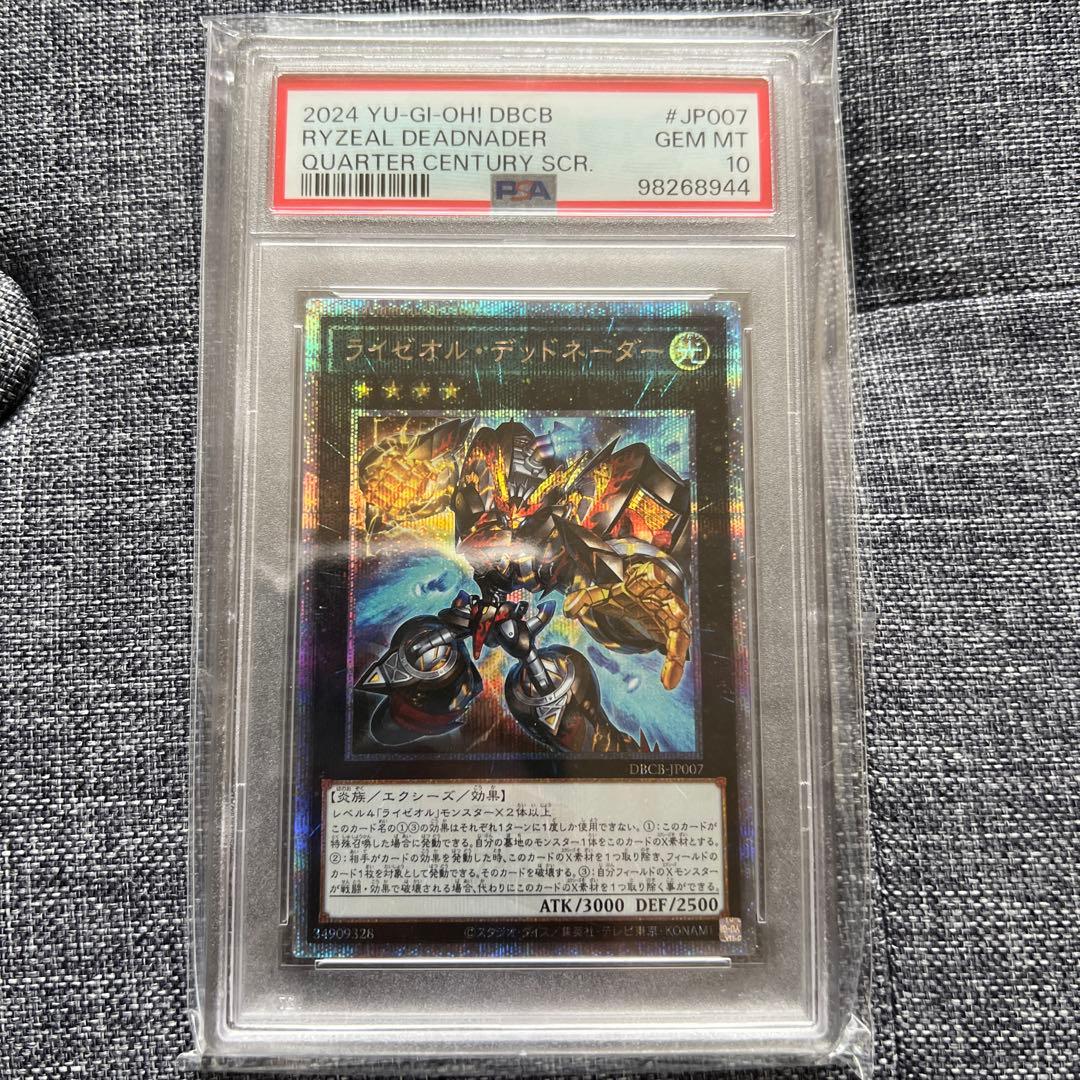 2024 YU-GI-OH! DBCB #JP007
RYZEAL DEADNADER GEM MT
QUARTER CENTURY SCR. 10
PSA 98268944
ライゼオル・デッドネーダー 光
DBCB-JP007
【炎族/エクシーズ/効果】
レベル4「ライゼオル」モンスター×2体以上
このカード名の①③の効果はそれぞれ1ターンに1度しか使用できない。①:このカードが
特殊召喚した場合に発動できる。自分の墓地のモンスター1体をこのカードのX素材とする。
②:相手がカードの効果を発動した時、このカードのX素材を1つ取り除き、フィールドの
カード1枚を対象として発動できる。そのカードを破壊する。③:自分フィールドのXモンスター
が戦闘・効果で破壊される場合、代わりにこのカードのX素材を1つ取り除く事ができる。
ATK/3000 DEF/2500
34909328 ©スタジオ・ダイス/集英社・テレビ東京・KONAMI